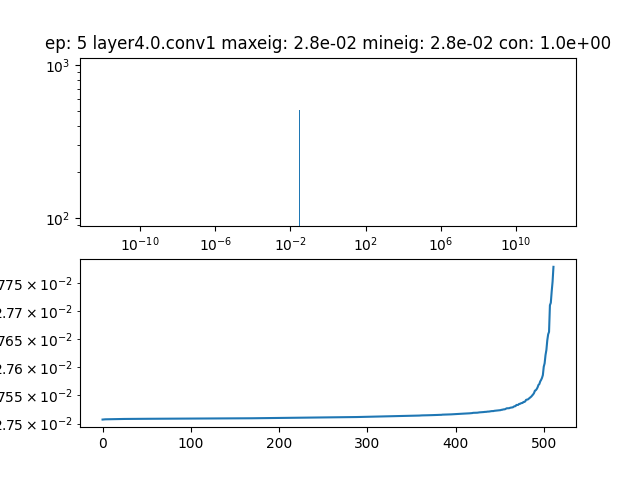 ep: 5 layer4.0.conv1 maxeig: 2.8e-02 mineig: 2.8e-02 con: 1.0e+00
10³
10²
10⁻¹⁰ 10⁻⁶ 10⁻² 10² 10⁶ 10¹⁰
775 × 10⁻²
2.77 × 10⁻²
765 × 10⁻²
2.76 × 10⁻²
755 × 10⁻²
2.75 × 10⁻²
0 100 200 300 400 500